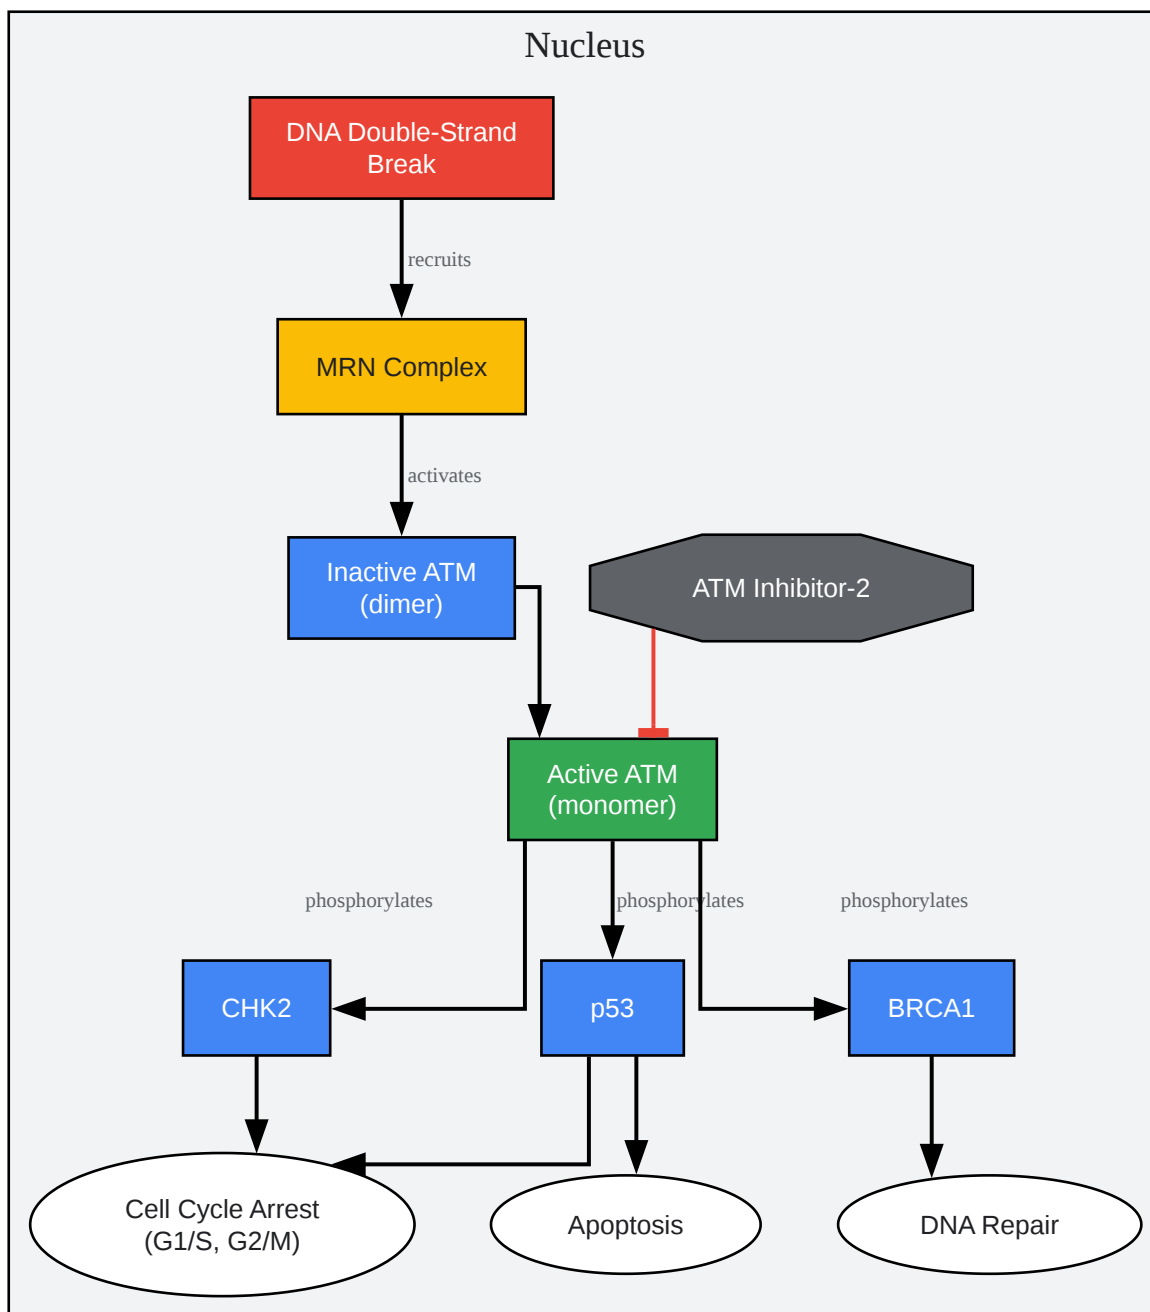 Nucleus
DNA Double-Strand
Break
recruits
MRN Complex
activates
Inactive ATM
(dimer)
ATM Inhibitor-2
Active ATM
(monomer)
phosphorylates
phosphorylates
phosphorylates
CHK2
p53
BRCA1
Cell Cycle Arrest
(G1/S, G2/M)
Apoptosis
DNA Repair